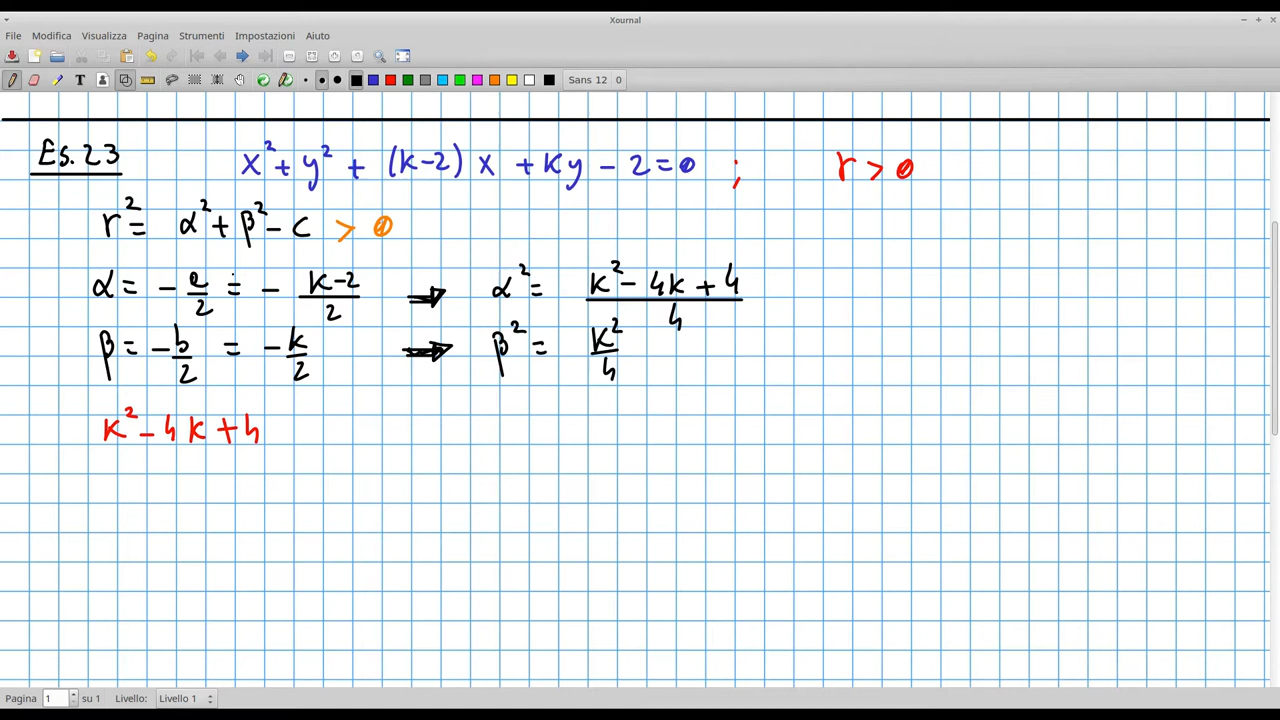 Xournal
File Modifica Visualizza Pagina Strumenti Impostazioni Aiuto
Sans 12 0
Es. 23 x² + y² + (k-2) x + ky - 2 = 0 ; r > 0
r² = α² + β² - c > 0
α = - a/2 = - (k-2)/2 ⇒ α² = (k² - 4k + 4)/4
β = - b/2 = - k/2 ⇒ β² = k²/4
k² - 4k + 4
Pagina 1 su 1 Livello: Livello 1